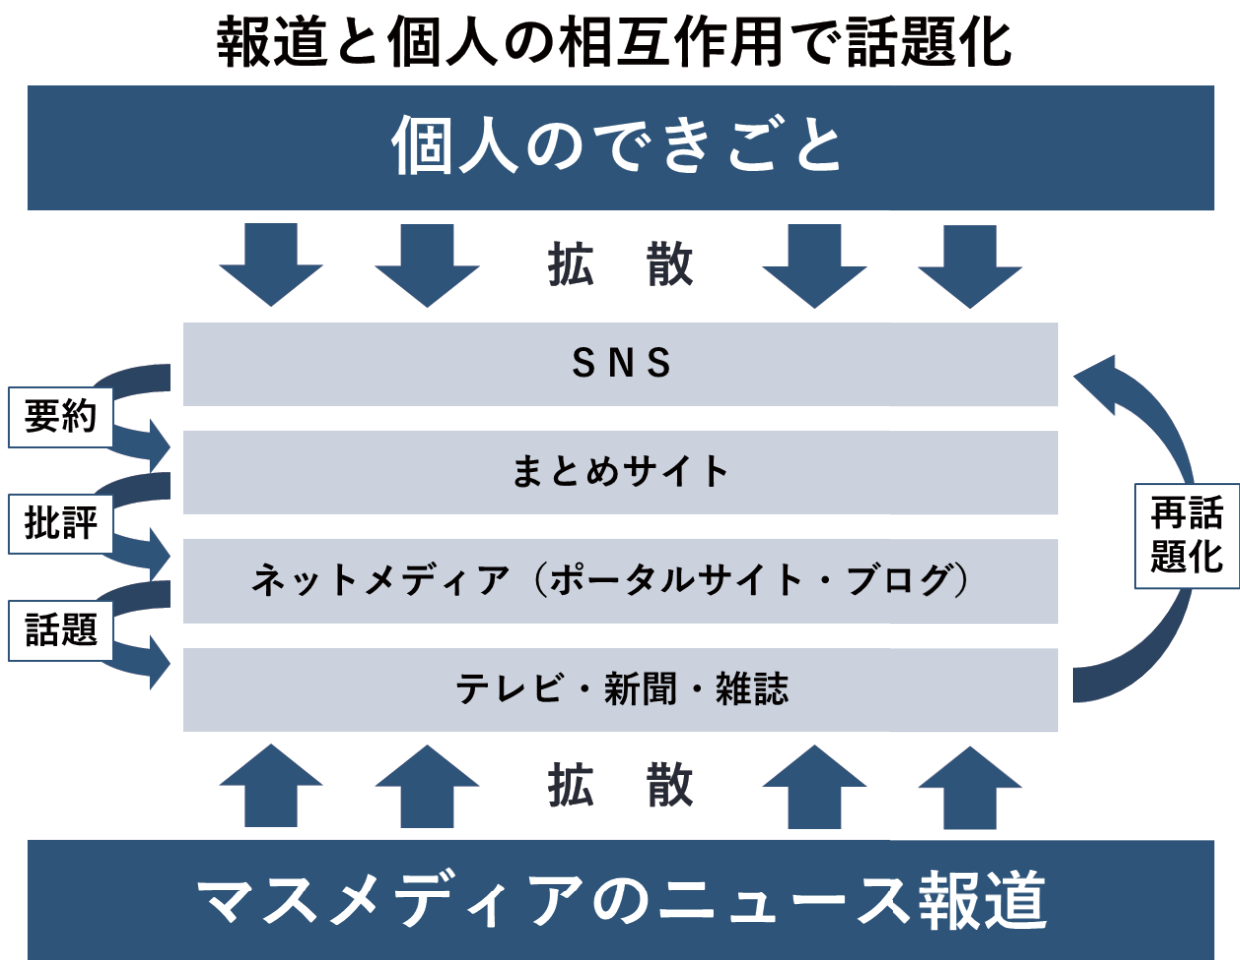 報道と個人の相互作用で話題化
個人のできごと
拡 散
SNS
要約
まとめサイト
批評
ネットメディア（ポータルサイト・ブログ）
再話
題化
話題
テレビ・新聞・雑誌
拡 散
マスメディアのニュース報道